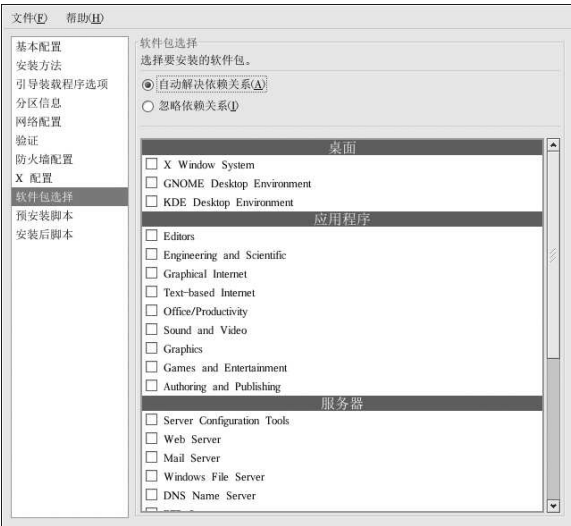 文件(F) 帮助(H)
基本配置
安装方法
引导装载程序选项
分区信息
网络配置
验证
防火墙配置
X 配置
软件包选择
预安装脚本
安装后脚本
软件包选择
选择要安装的软件包。
自动解决依赖关系(A)
忽略依赖关系(I)
桌面
X Window System
GNOME Desktop Environment
KDE Desktop Environment
应用程序
Editors
Engineering and Scientific
Graphical Internet
Text-based Internet
Office/Productivity
Sound and Video
Graphics
Games and Entertainment
Authoring and Publishing
服务器
Server Configuration Tools
Web Server
Mail Server
Windows File Server
DNS Name Server